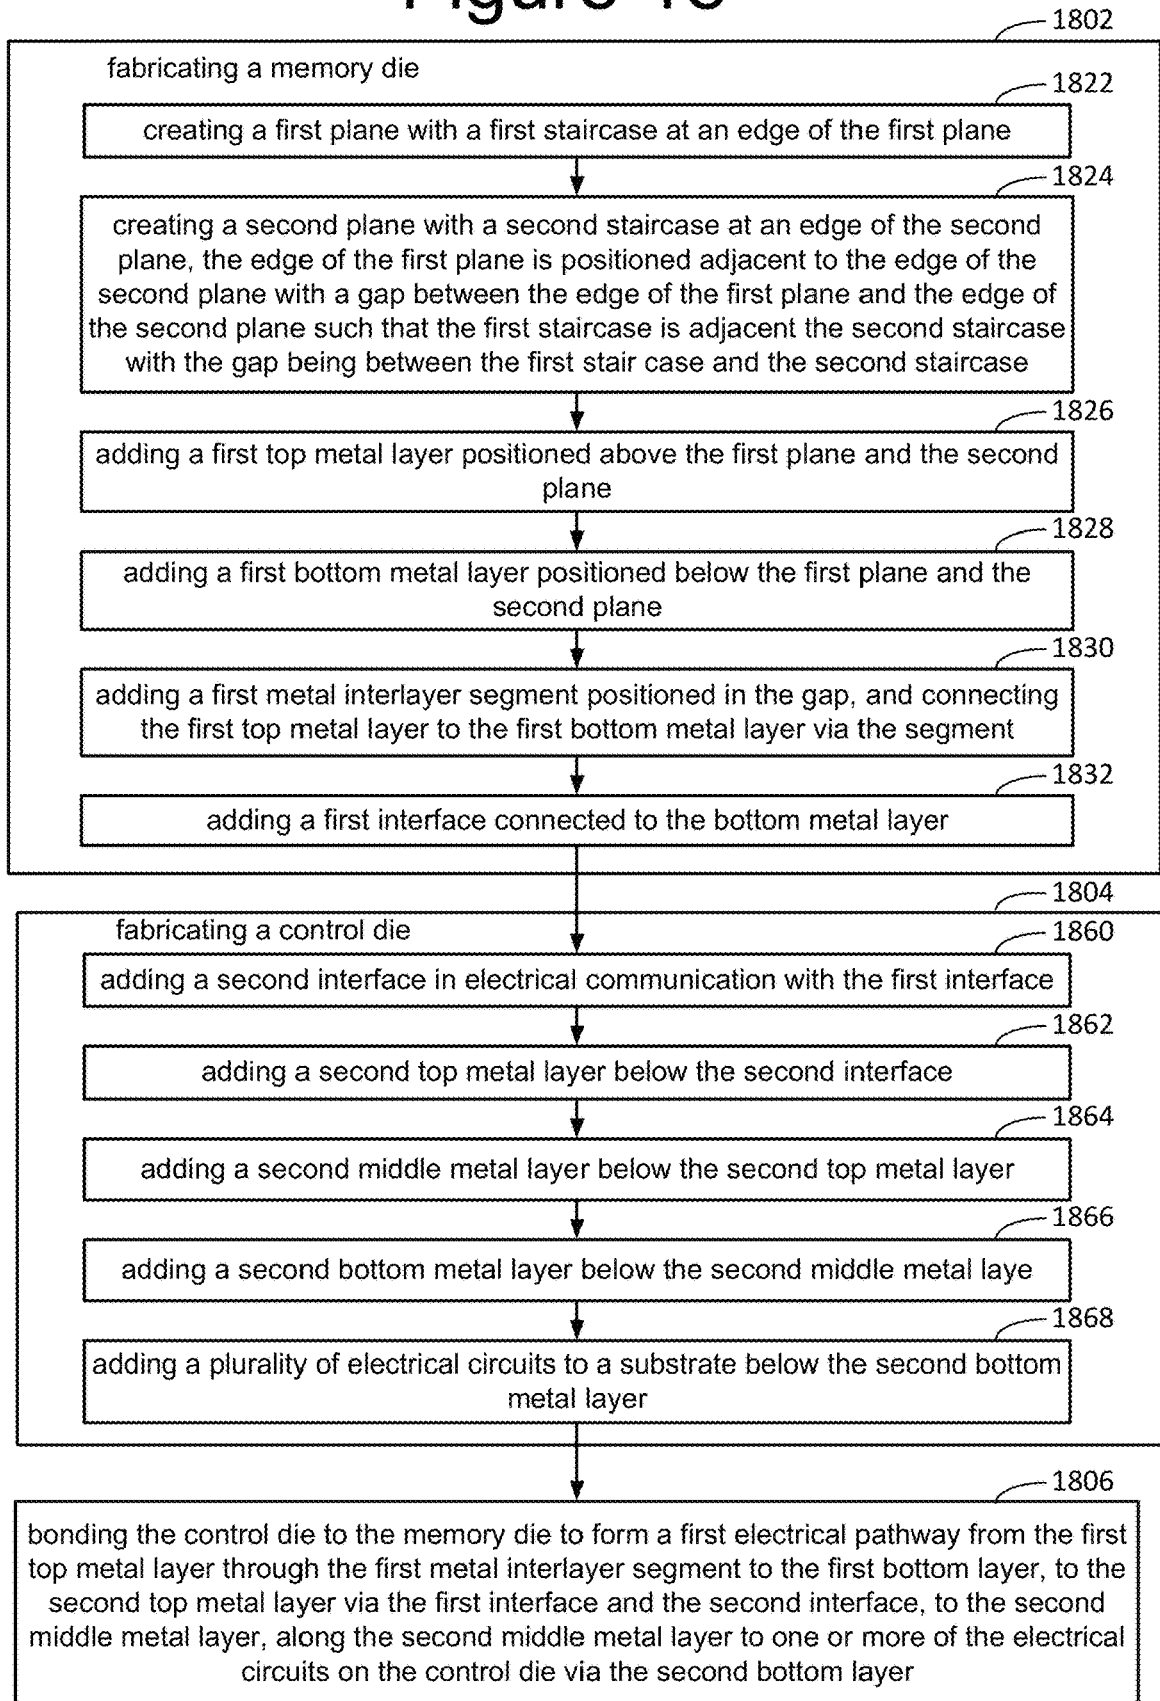 1802
fabricating a memory die
1822
creating a first plane with a first staircase at an edge of the first plane
1824
creating a second plane with a second staircase at an edge of the second
plane, the edge of the first plane is positioned adjacent to the edge of the
second plane with a gap between the edge of the first plane and the edge of
the second plane such that the first staircase is adjacent the second staircase
with the gap being between the first stair case and the second staircase
1826
adding a first top metal layer positioned above the first plane and the second
plane
1828
adding a first bottom metal layer positioned below the first plane and the
second plane
1830
adding a first metal interlayer segment positioned in the gap, and connecting
the first top metal layer to the first bottom metal layer via the segment
1832
adding a first interface connected to the bottom metal layer
1804
fabricating a control die
1860
adding a second interface in electrical communication with the first interface
1862
adding a second top metal layer below the second interface
1864
adding a second middle metal layer below the second top metal layer
1866
adding a second bottom metal layer below the second middle metal laye
1868
adding a plurality of electrical circuits to a substrate below the second bottom
metal layer
1806
bonding the control die to the memory die to form a first electrical pathway from the first
top metal layer through the first metal interlayer segment to the first bottom layer, to the
second top metal layer via the first interface and the second interface, to the second
middle metal layer, along the second middle metal layer to one or more of the electrical
circuits on the control die via the second bottom layer